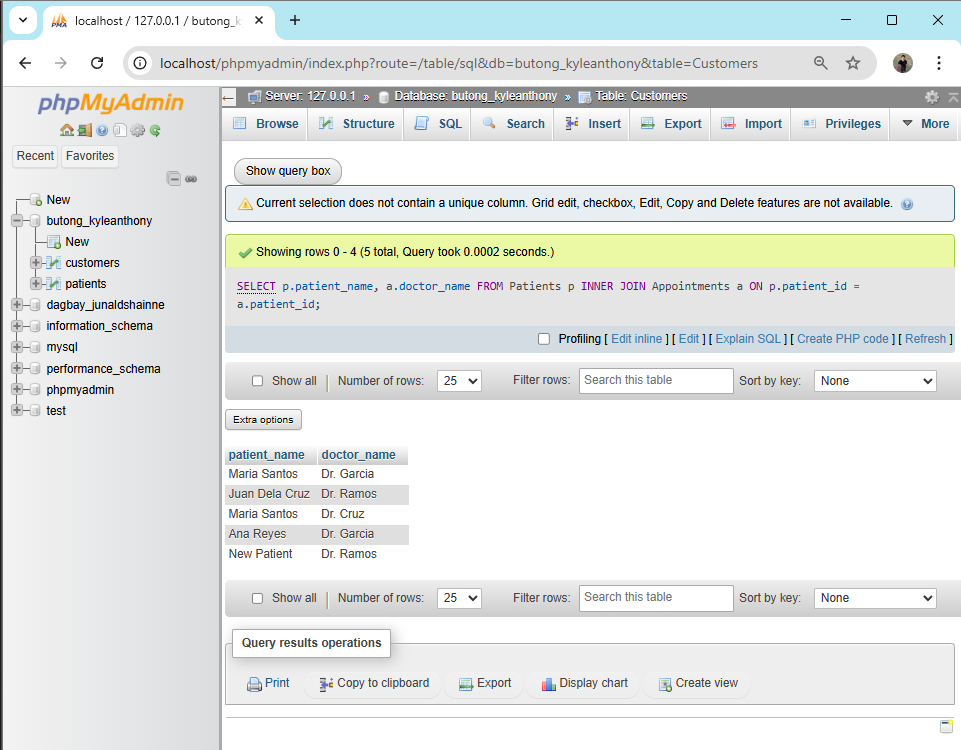 localhost / 127.0.0.1 / butong_k
localhost/phpmyadmin/index.php?route=/table/sql&db=butong_kyleanthony&table=Customers
phpMyAdmin
Recent Favorites
New
butong_kyleanthony
New
customers
patients
dagbay_junaldshainne
information_schema
mysql
performance_schema
phpmyadmin
test
Server: 127.0.0.1 » Database: butong_kyleanthony » Table: Customers
Browse Structure SQL Search Insert Export Import Privileges More
Show query box
Current selection does not contain a unique column. Grid edit, checkbox, Edit, Copy and Delete features are not available.
Showing rows 0 - 4 (5 total, Query took 0.0002 seconds.)
SELECT p.patient_name, a.doctor_name FROM Patients p INNER JOIN Appointments a ON p.patient_id =
a.patient_id;
Profiling [ Edit inline ] [ Edit ] [ Explain SQL ] [ Create PHP code ] [ Refresh ]
Show all Number of rows: 25 Filter rows: Search this table Sort by key: None
Extra options
patient_name doctor_name
Maria Santos Dr. Garcia
Juan Dela Cruz Dr. Ramos
Maria Santos Dr. Cruz
Ana Reyes Dr. Garcia
New Patient Dr. Ramos
Show all Number of rows: 25 Filter rows: Search this table Sort by key: None
Query results operations
Print Copy to clipboard Export Display chart Create view